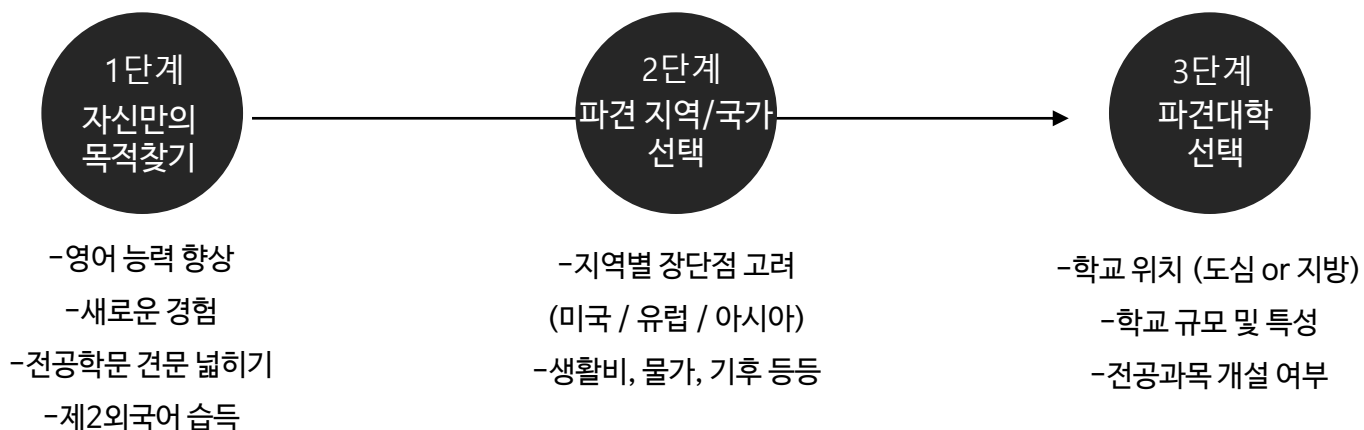 1단계
자신만의
목적찾기
-영어 능력 향상
-새로운 경험
-전공학문 견문 넓히기
-제2외국어 습득
2단계
파견 지역/국가
선택
-지역별 장단점 고려
(미국 / 유럽 / 아시아)
-생활비, 물가, 기후 등등
3단계
파견대학
선택
-학교 위치 (도심 or 지방)
-학교 규모 및 특성
-전공과목 개설 여부